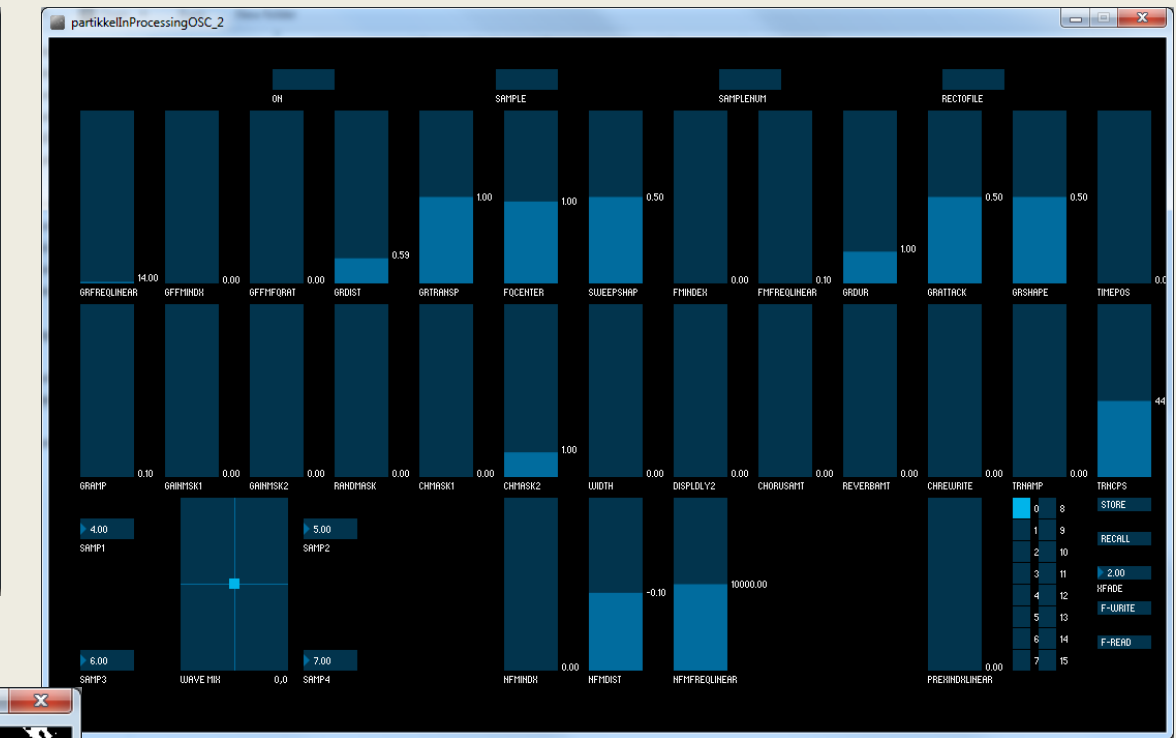 partikkelInProcessingOSC_2
ON SAMPLE SAMPLENUM RECTOFILE
14.00 0.00 0.00 0.59 1.00 1.00 0.50 0.00 0.10 1.00 0.50 0.50 0.0
GRFREQLINEAR GFFMINDX GFFMFQRAT GRDIST GRTRANSP FQCENTER SWEEPSHAP FMINDEX FMFREQLINEAR GRDUR GRATTACK GRSHAPE TIMEPOS
0.10 0.00 0.00 0.00 0.00 1.00 0.00 0.00 0.00 0.00 0.00 0.00 44
GRAMP GAINMSK1 GAINMSK2 RANDMASK CHMASK1 CHMASK2 WIDTH DISPLDLY2 CHORUSAMT REVERBAMT CHREWRITE TRNAMP TRNCPS
4.00 5.00
SAMP1 SAMP2
6.00 7.00
SAMP3 WAVE MIX 0,0 SAMP4
0.00 -0.10 10000.00 0.00
NFMINDX NFMDIST NFMFREQLINEAR PREXINDXLINEAR
0 8 STORE
1 9
2 10 RECALL
3 11 2.00
XFADE
4 12
F-WRITE
5 13
6 14 F-READ
7 15